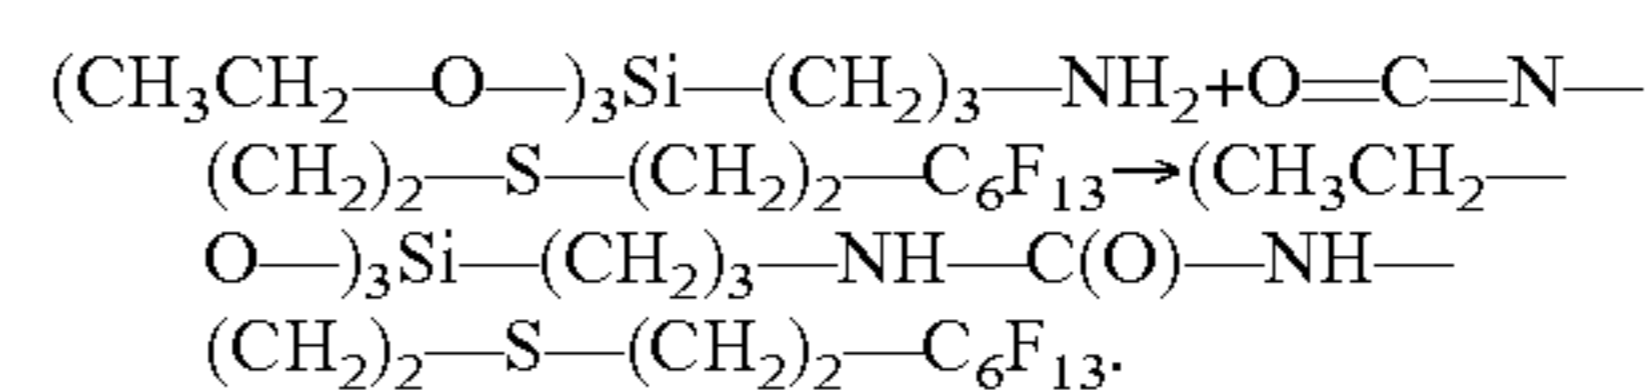 (CH₃CH₂—O—)₃Si—(CH₂)₃—NH₂+O=C=N—
(CH₂)₂—S—(CH₂)₂—C₆F₁₃→(CH₃CH₂—
O—)₃Si—(CH₂)₃—NH—C(O)—NH—
(CH₂)₂—S—(CH₂)₂—C₆F₁₃.